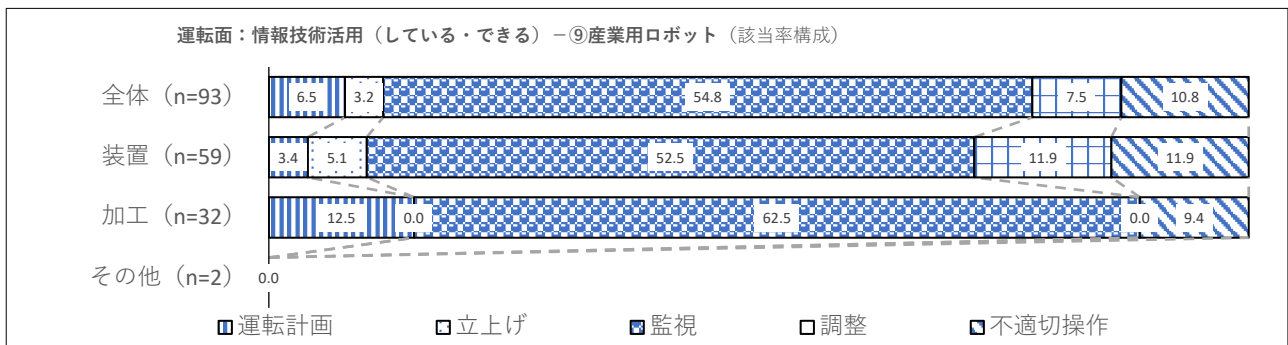 運転面：情報技術活用（している・できる）－⑨産業用ロボット（該当率構成）
全体（n=93） 6.5 3.2 54.8 7.5 10.8
装置（n=59） 3.4 5.1 52.5 11.9 11.9
加工（n=32） 12.5 0.0 62.5 0.0 9.4
その他（n=2） 0.0
運転計画 立上げ 監視 調整 不適切操作